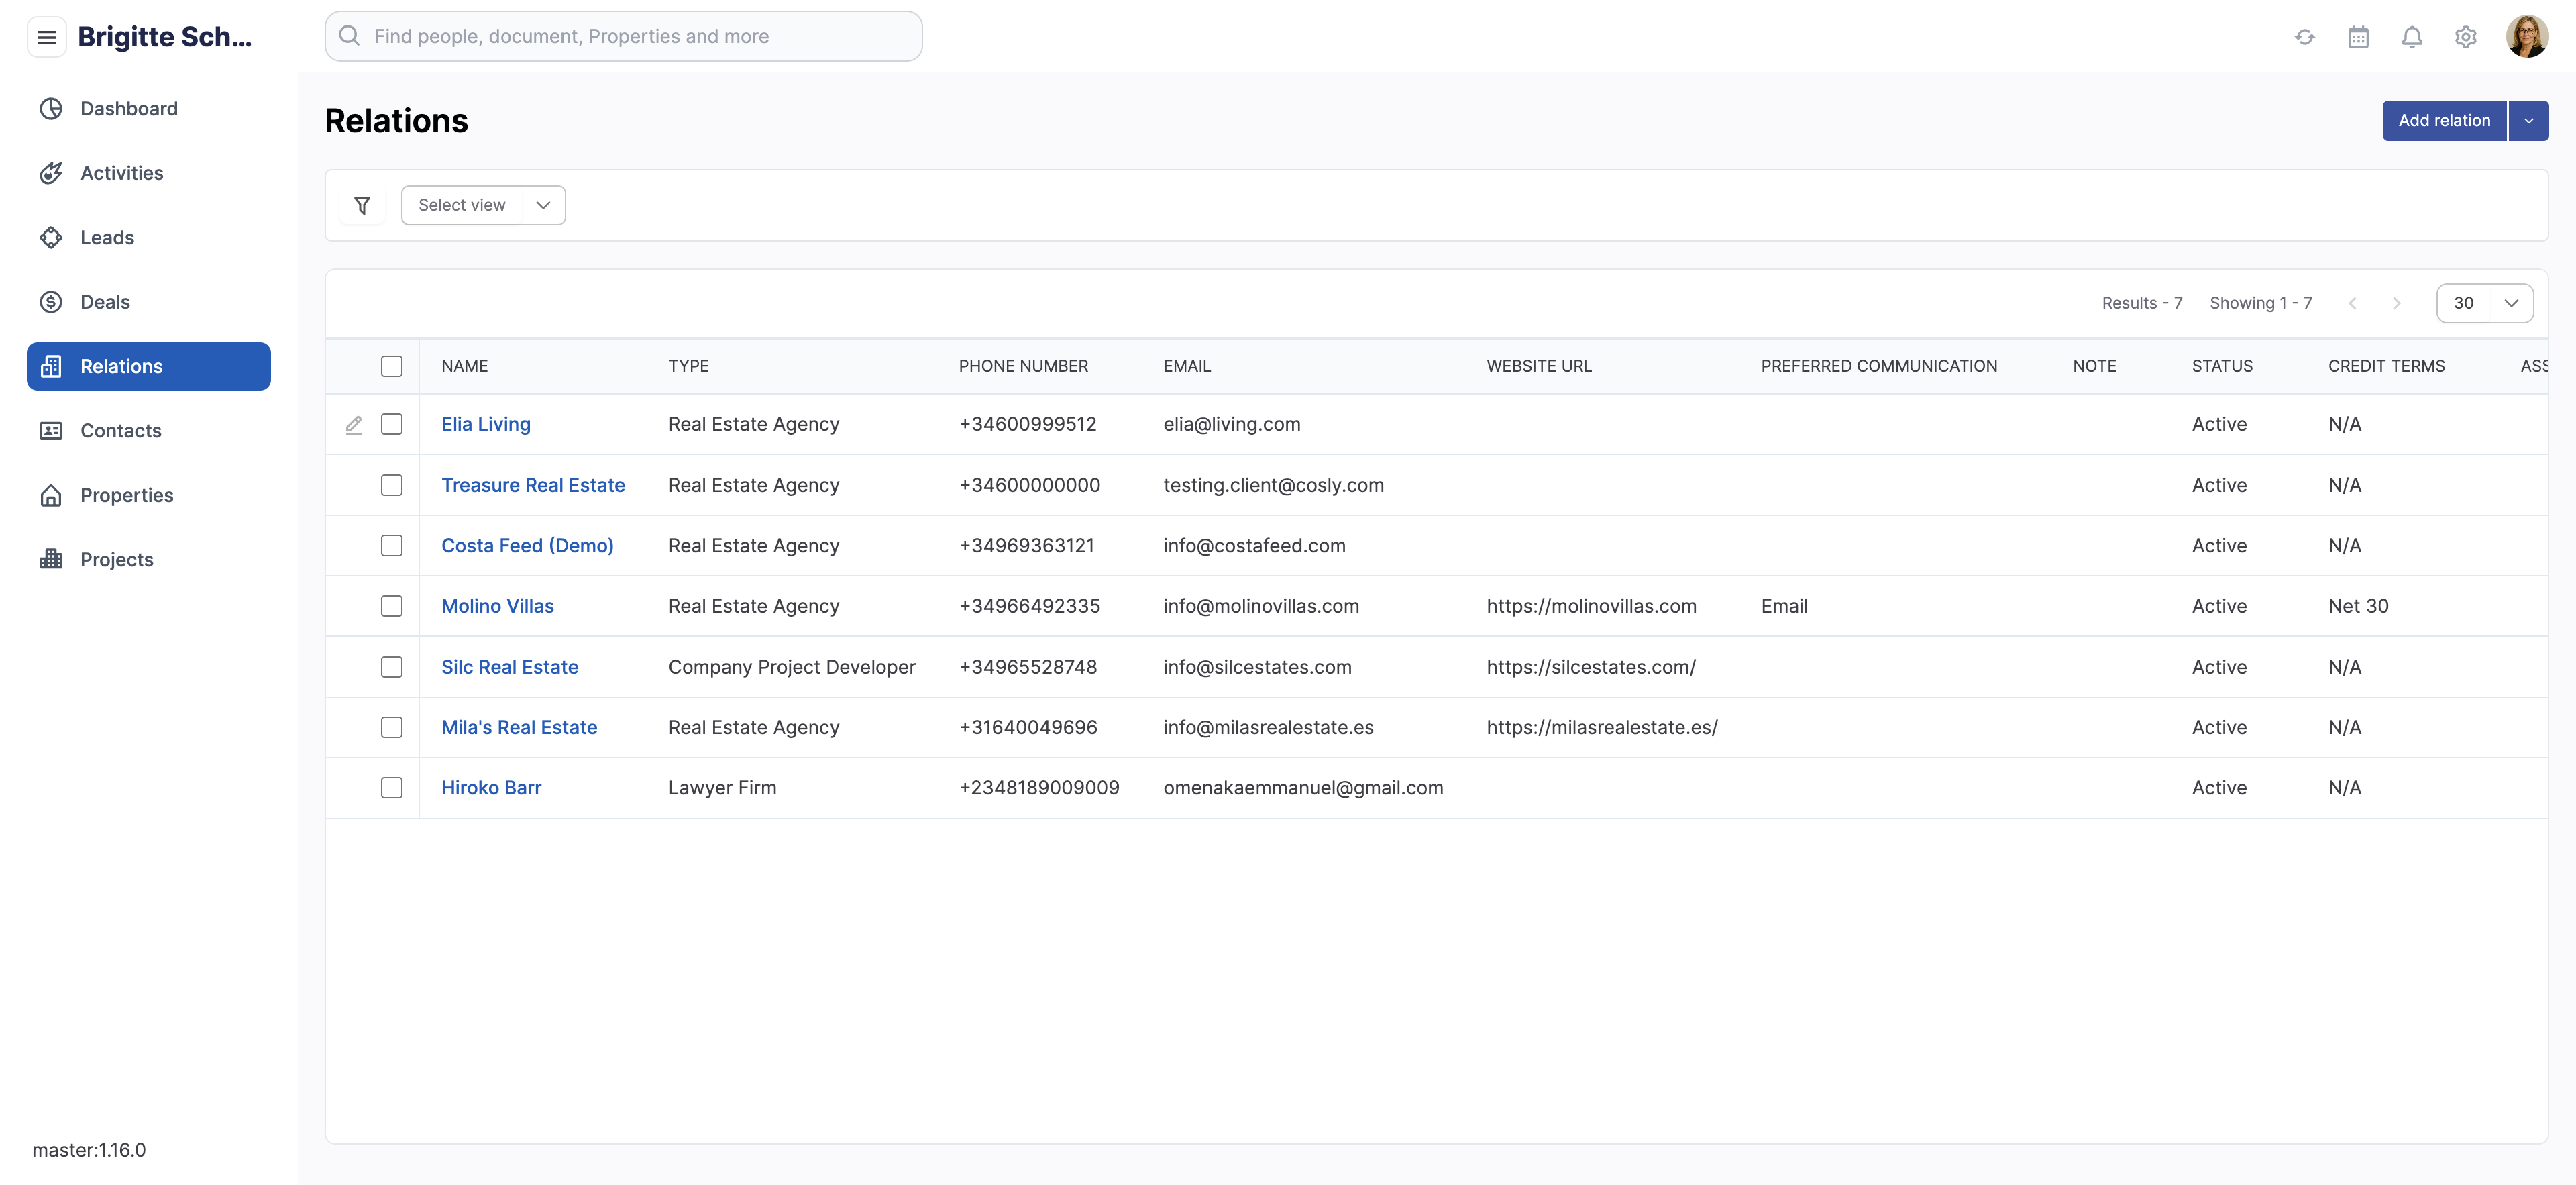 Brigitte Sch...
Find people, document, Properties and more
Dashboard
Activities
Leads
Deals
Relations
Contacts
Properties
Projects
master:1.16.0
Relations
Add relation
Select view
Results - 7 Showing 1 - 7 30
NAME TYPE PHONE NUMBER EMAIL WEBSITE URL PREFERRED COMMUNICATION NOTE STATUS CREDIT TERMS ASS
Elia Living Real Estate Agency +34600999512 elia@living.com Active N/A
Treasure Real Estate Real Estate Agency +34600000000 testing.client@cosly.com Active N/A
Costa Feed (Demo) Real Estate Agency +34969363121 info@costafeed.com Active N/A
Molino Villas Real Estate Agency +34966492335 info@molinovillas.com https://molinovillas.com Email Active Net 30
Silc Real Estate Company Project Developer +34965528748 info@silcestates.com https://silcestates.com/ Active N/A
Mila's Real Estate Real Estate Agency +31640049696 info@milasrealestate.es https://milasrealestate.es/ Active N/A
Hiroko Barr Lawyer Firm +2348189009009 omenakaemmanuel@gmail.com Active N/A